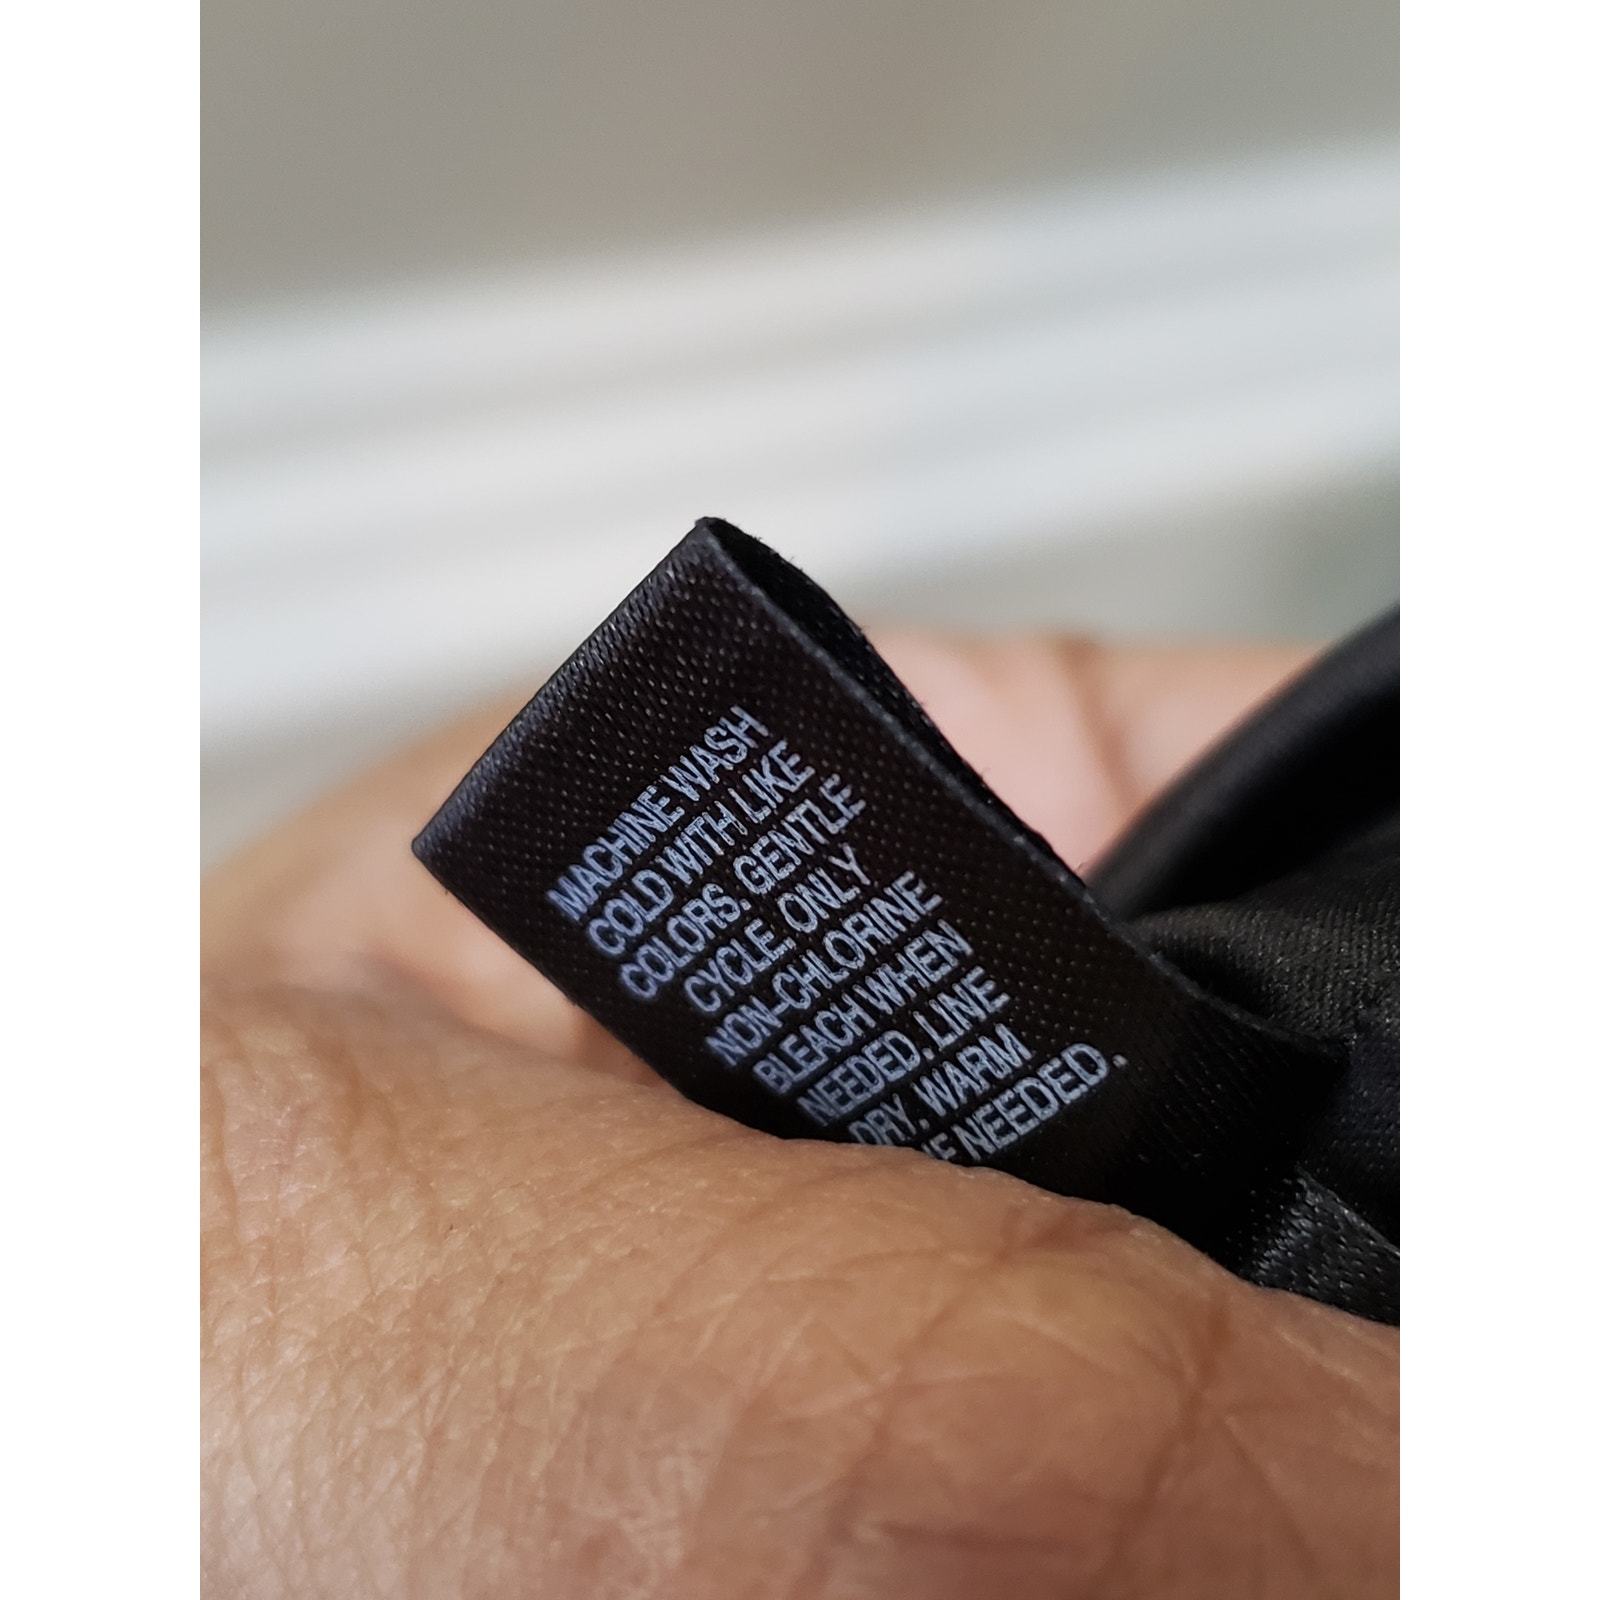 MACHINE WASH
COLD WITH LIKE
COLORS. GENTLE
CYCLE. ONLY
NON-CHLORINE
BLEACH WHEN
NEEDED. LINE
DRY. WARM
NEEDED.